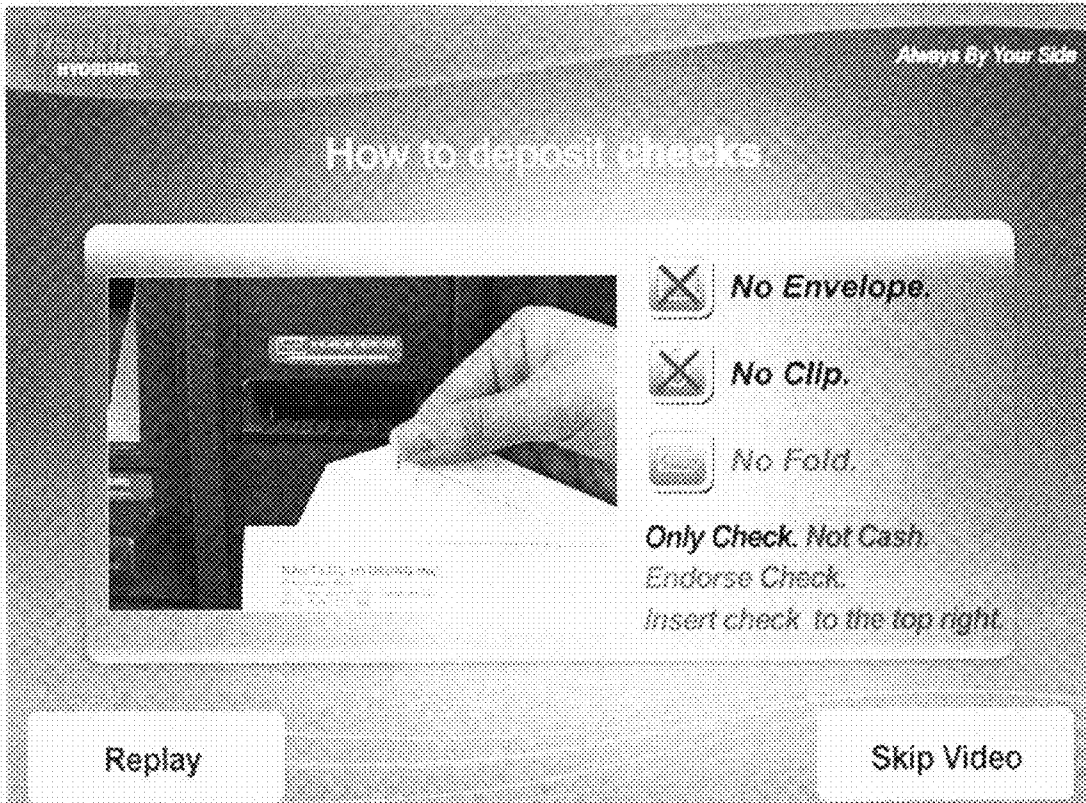 HYOSUNG
Always By Your Side
How to deposit checks
No Envelope.
No Clip.
No Fold.
Only Check. Not Cash.
Endorse Check.
Insert check to the top right.
Replay
Skip Video